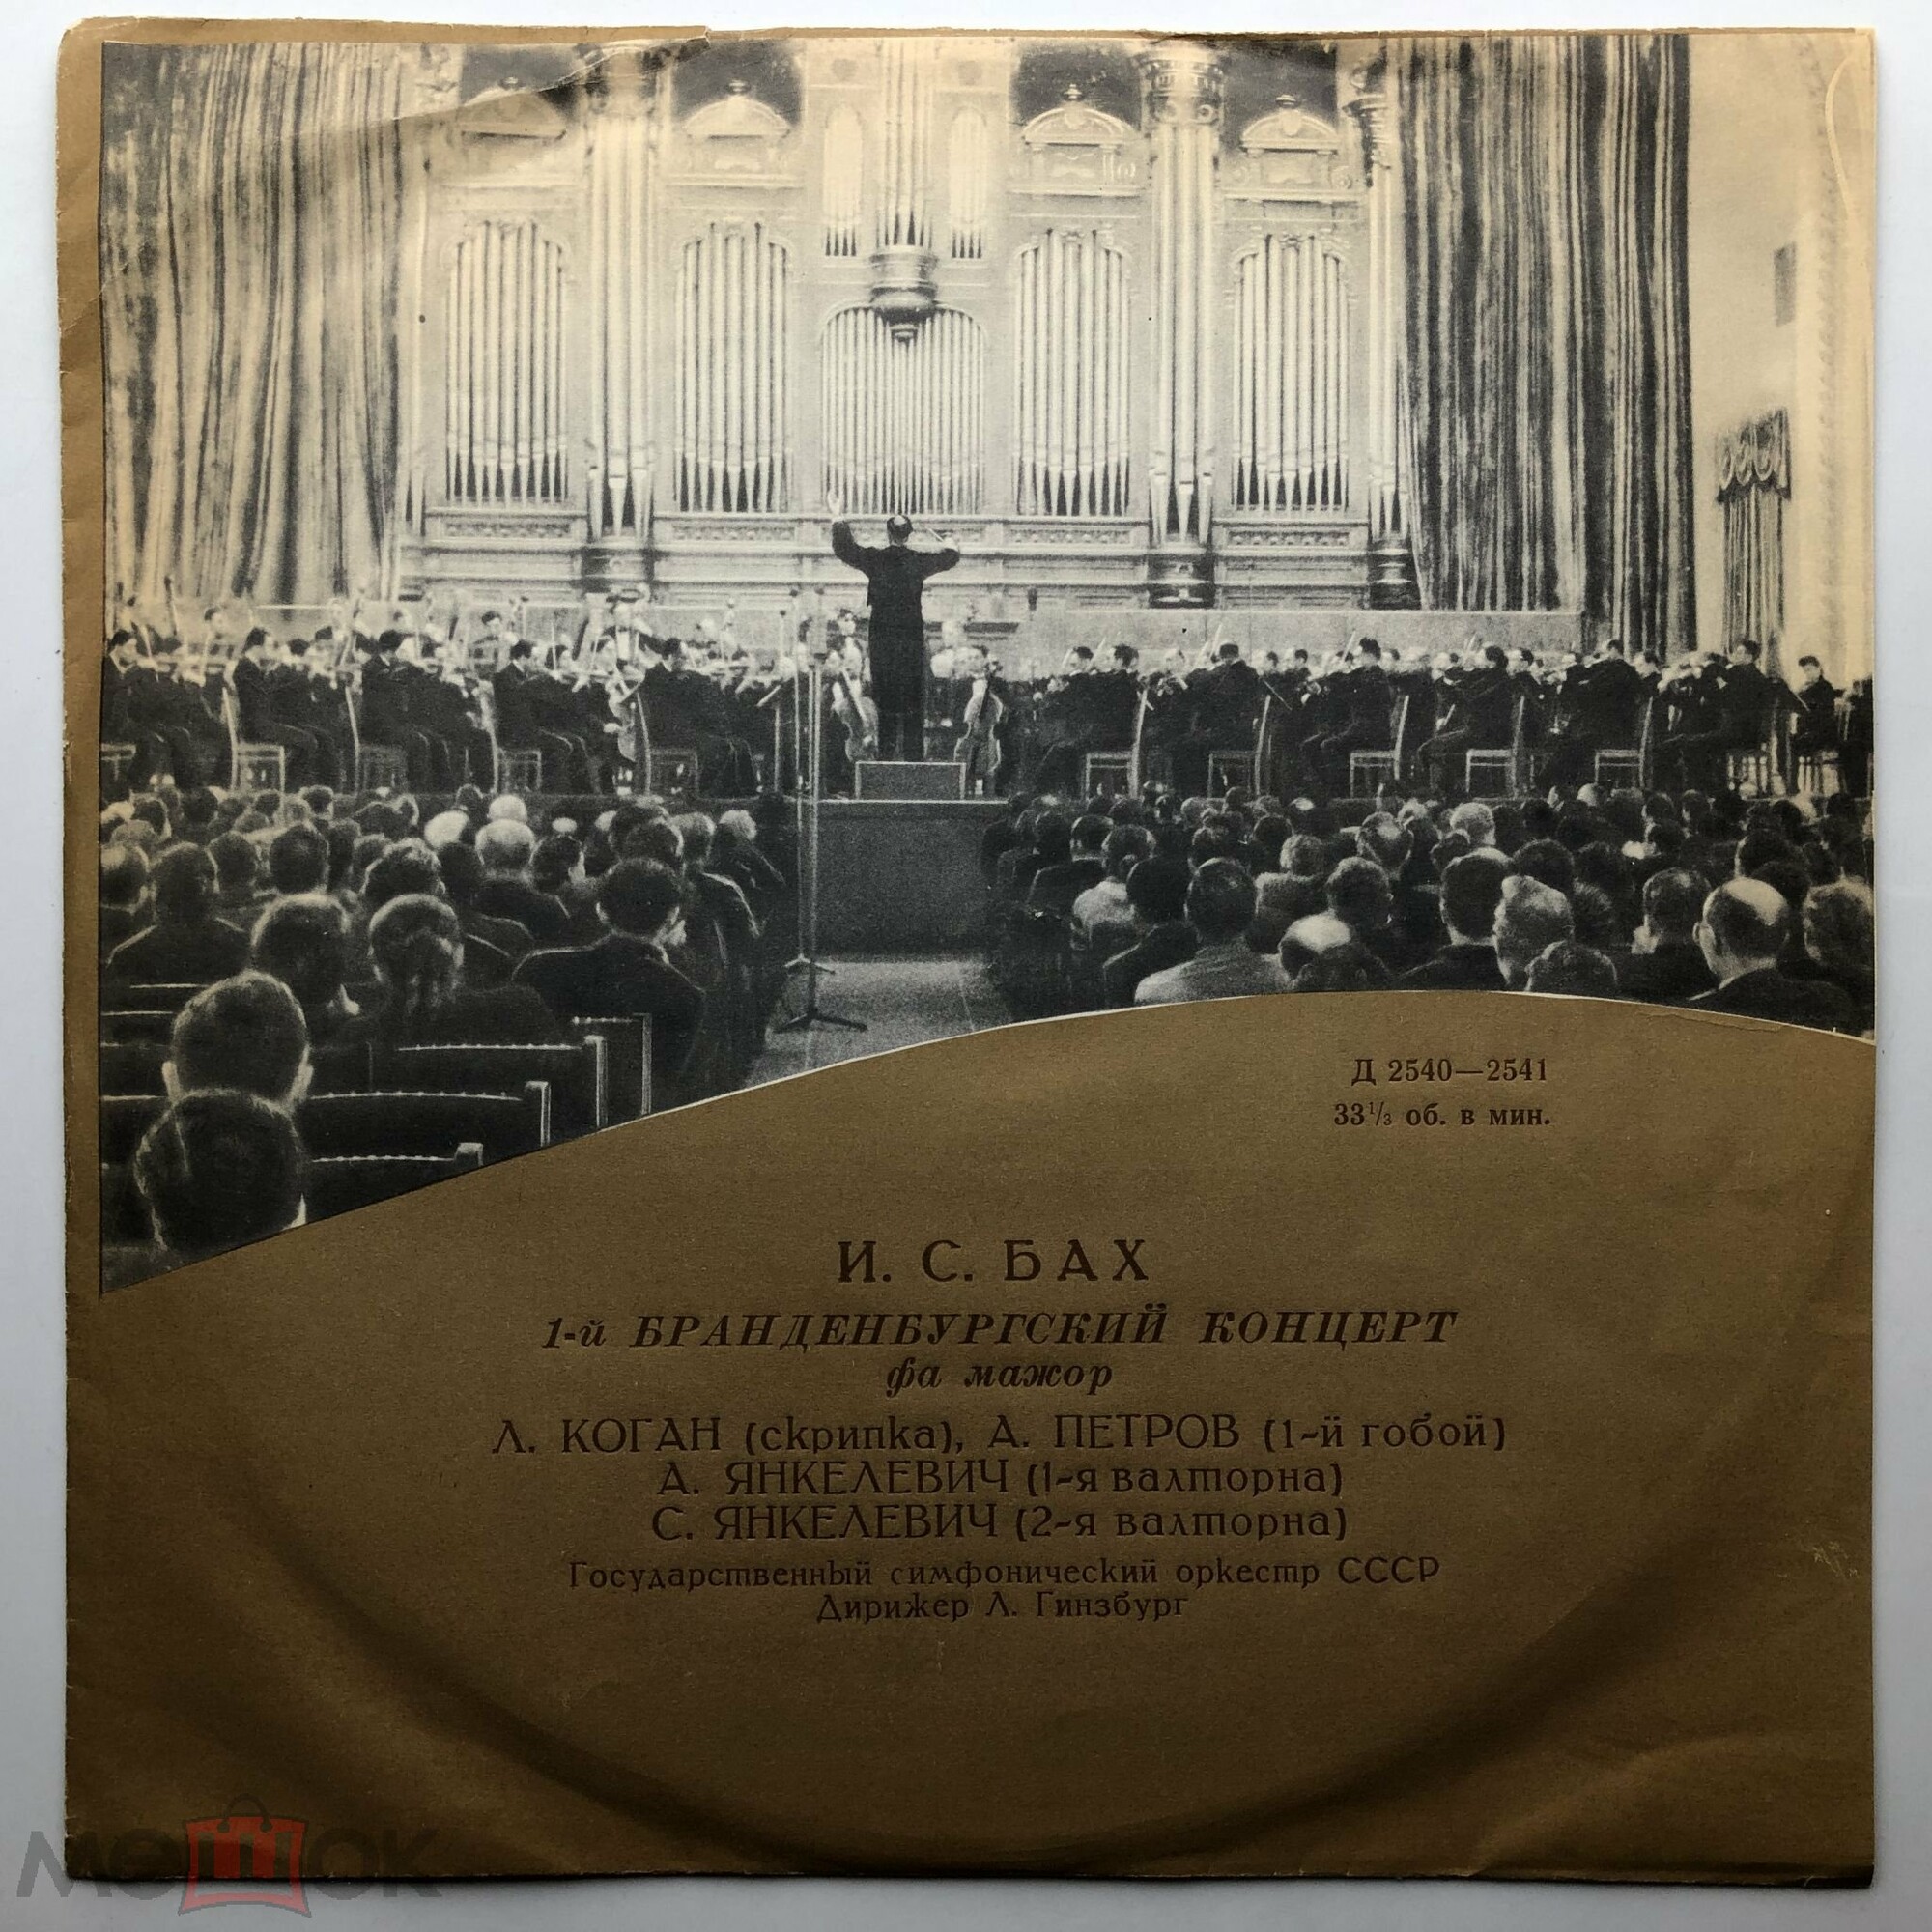 Д 2540—2541
33⅓ об. в мин.
И. С. БАХ
1-й БРАНДЕНБУРГСКИЙ КОНЦЕРТ
фа мажор
Л. КОГАН (скрипка), А. ПЕТРОВ (1-й гобой)
А. ЯНКЕЛЕВИЧ (1-я валторна)
С. ЯНКЕЛЕВИЧ (2-я валторна)
Государственный симфонический оркестр СССР
Дирижер Л. Гинзбург
мешок